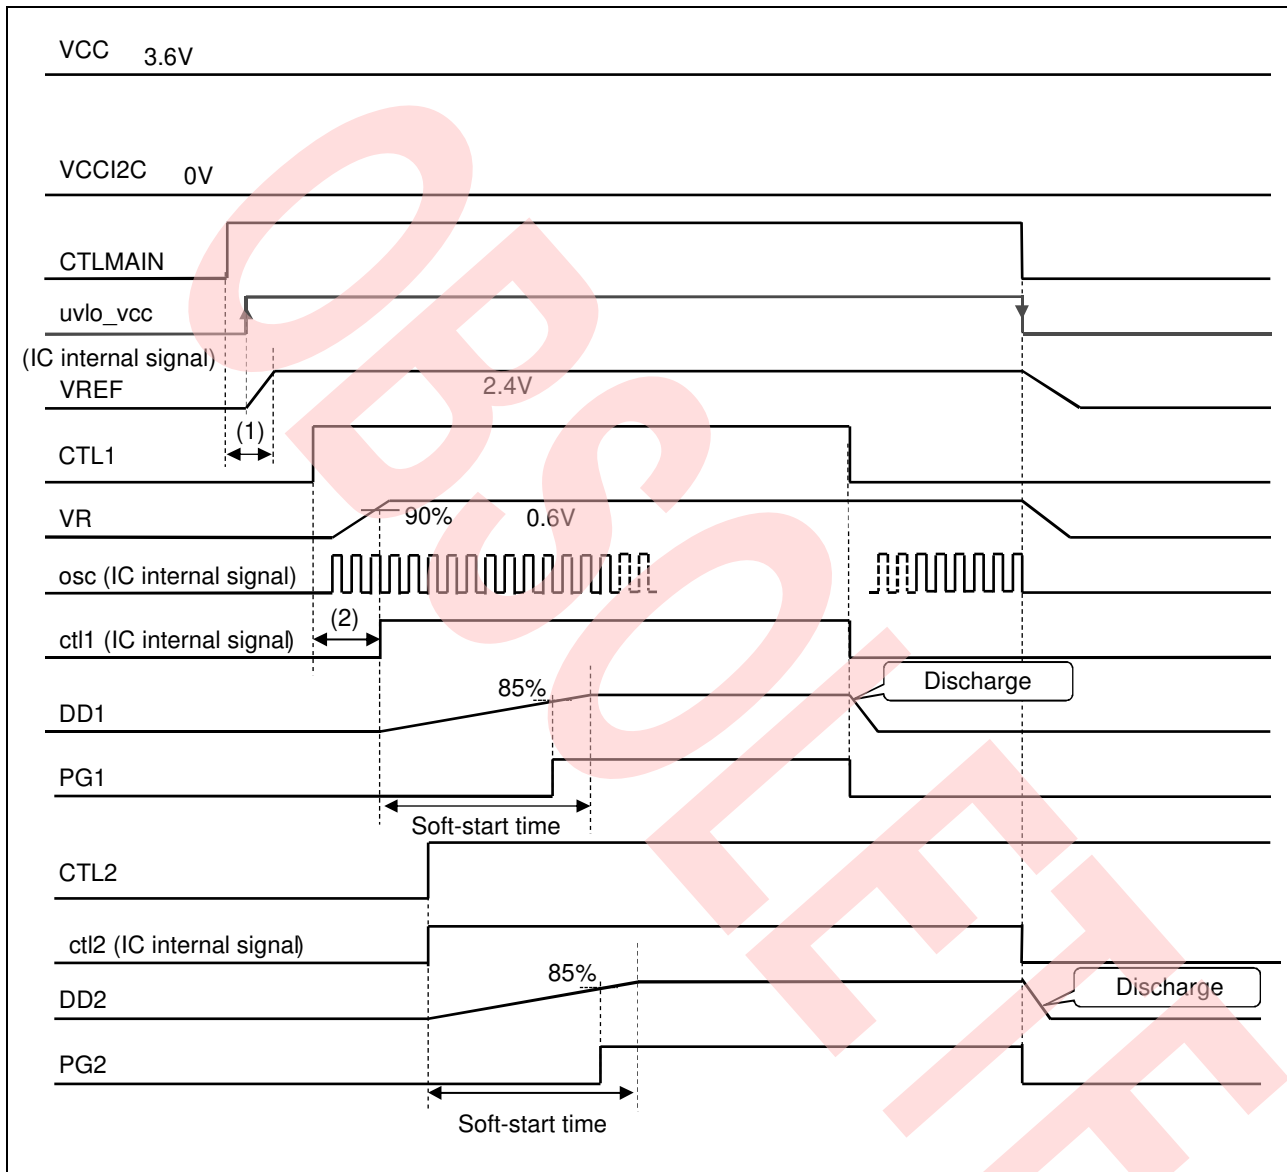 VCC 3.6V
VCCI2C 0V
CTLMAIN
uvlo_vcc
(IC internal signal)
VREF 2.4V
(1)
CTL1
VR 90% 0.6V
osc (IC internal signal)
(2)
ctl1 (IC internal signal)
85% Discharge
DD1
PG1
Soft-start time
CTL2
ctl2 (IC internal signal)
85% Discharge
DD2
PG2
Soft-start time
OBSOLETE